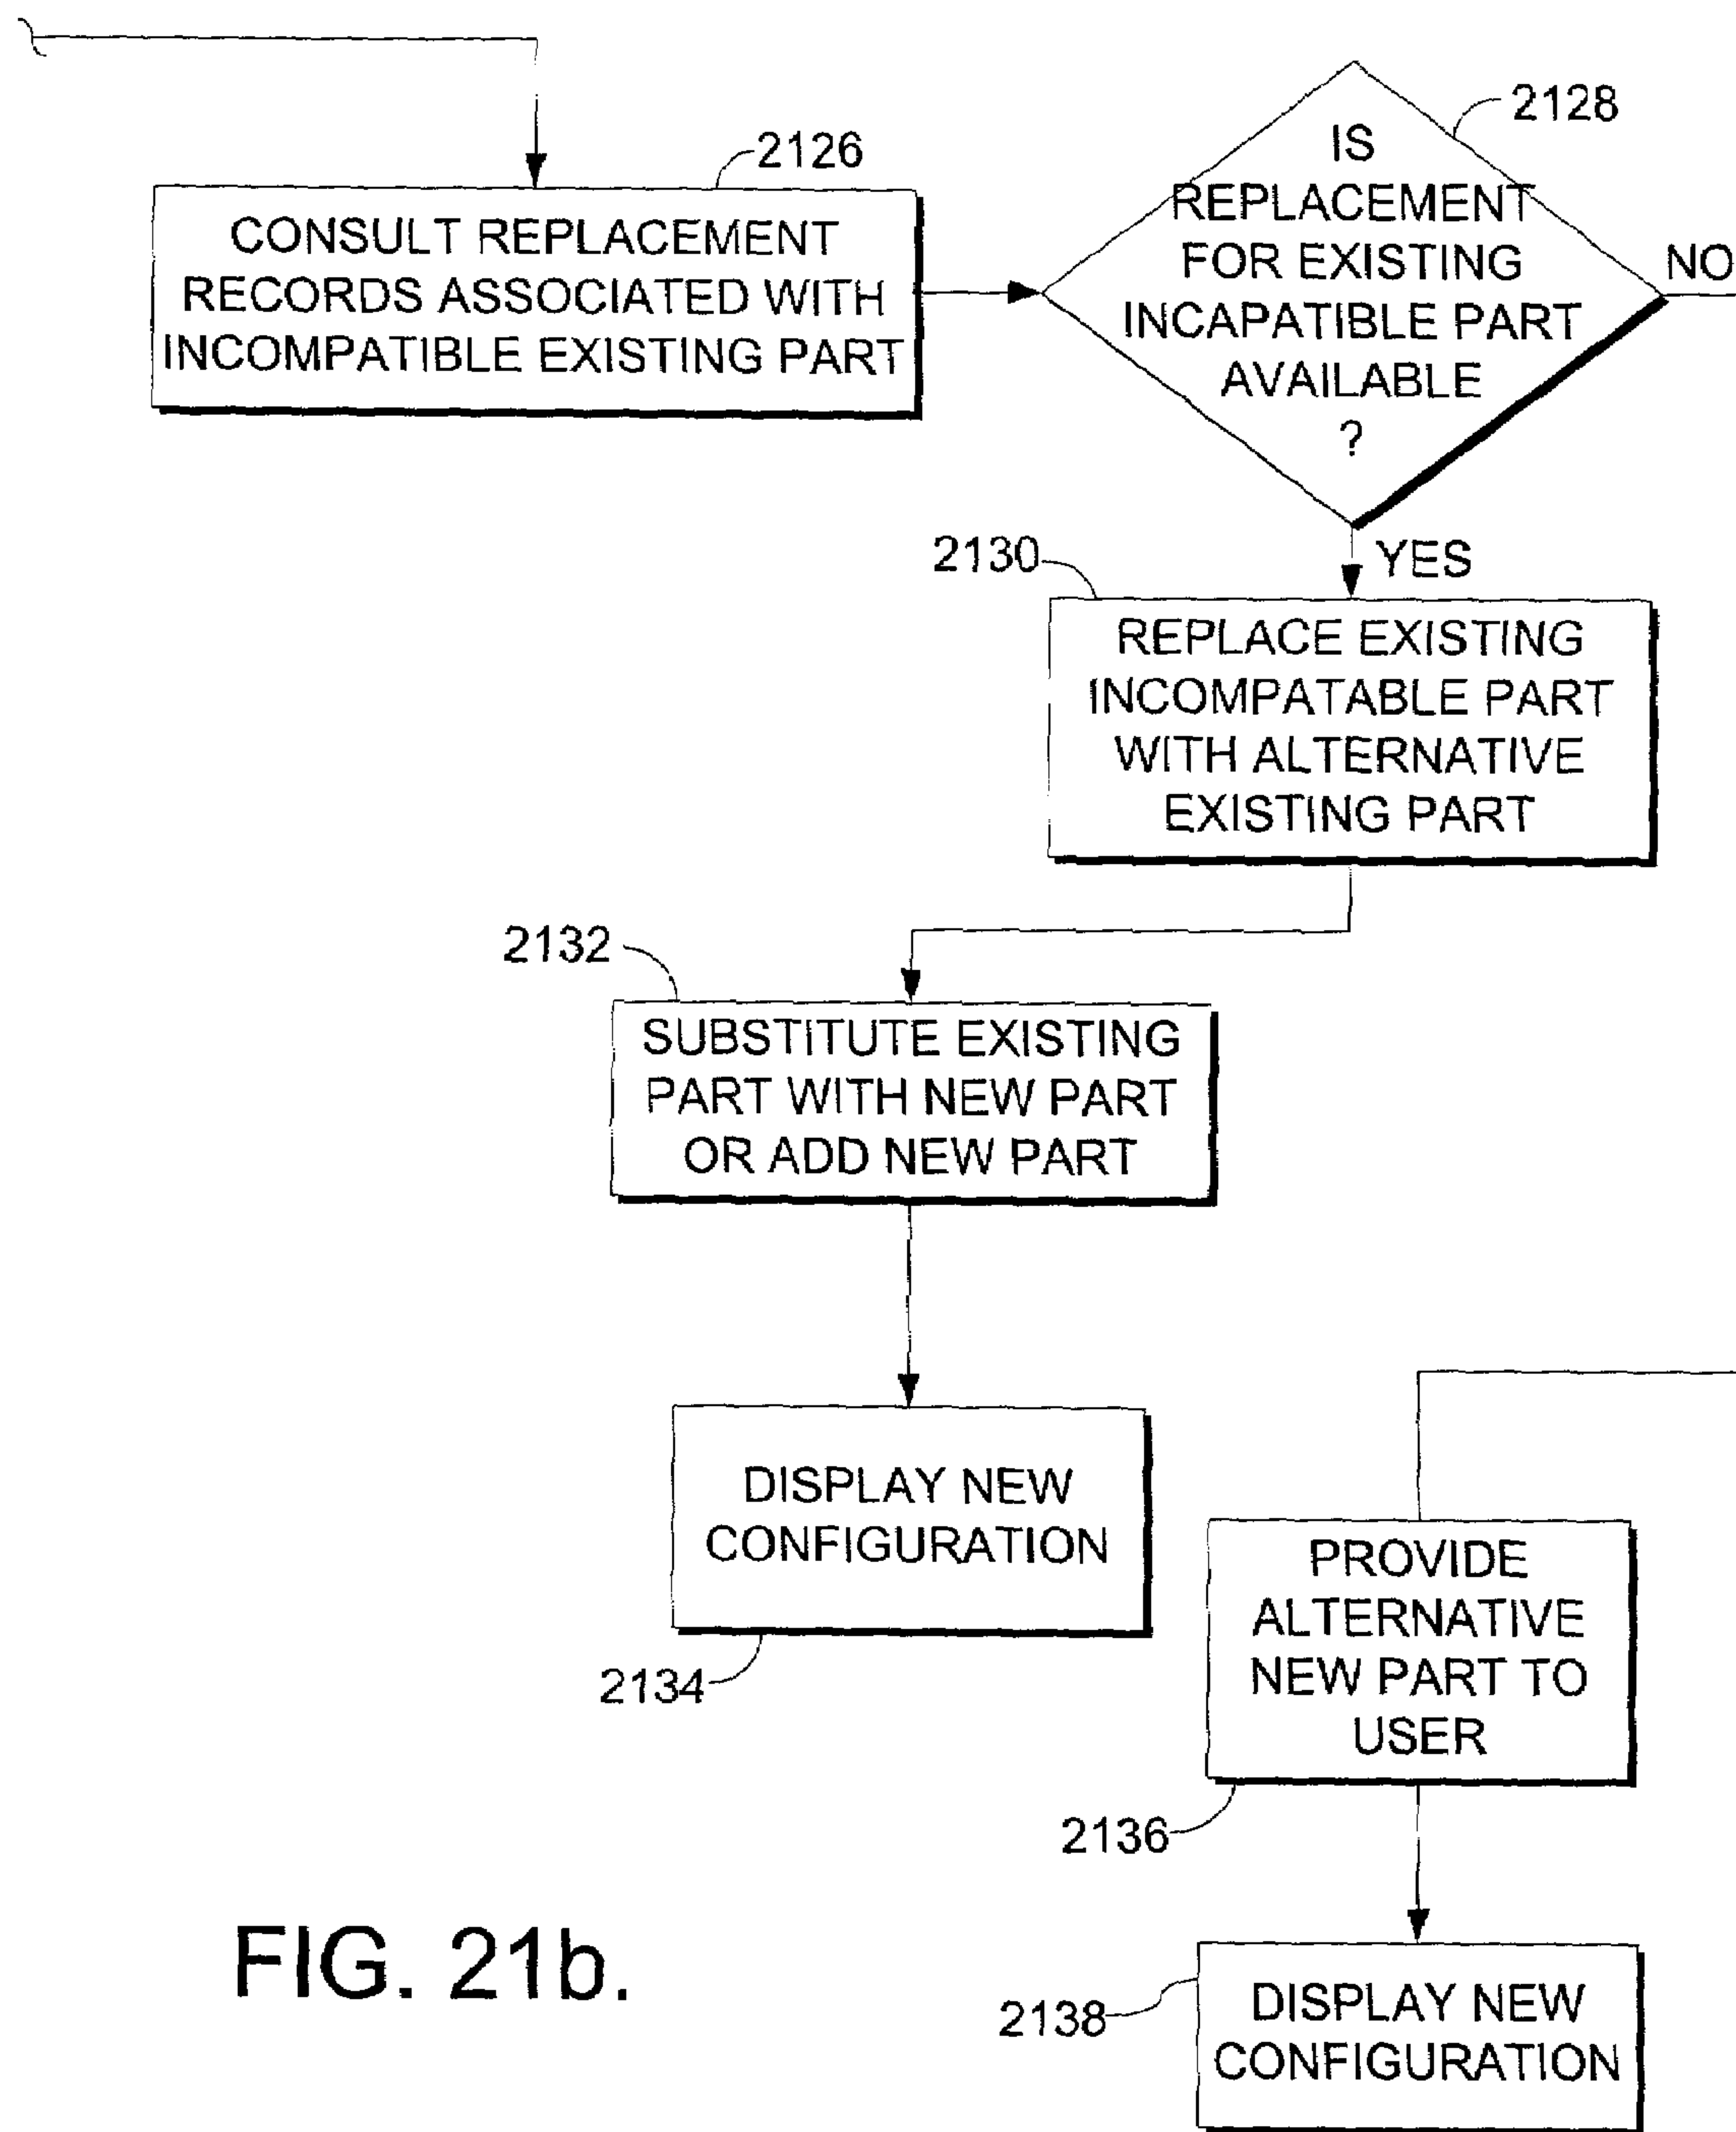 2126
CONSULT REPLACEMENT
RECORDS ASSOCIATED WITH
INCOMPATIBLE EXISTING PART
2128
IS
REPLACEMENT
FOR EXISTING
INCAPATIBLE PART
AVAILABLE
?
NO
YES
2130
REPLACE EXISTING
INCOMPATABLE PART
WITH ALTERNATIVE
EXISTING PART
2132
SUBSTITUTE EXISTING
PART WITH NEW PART
OR ADD NEW PART
DISPLAY NEW
CONFIGURATION
2134
PROVIDE
ALTERNATIVE
NEW PART TO
USER
2136
2138
DISPLAY NEW
CONFIGURATION
FIG. 21b.